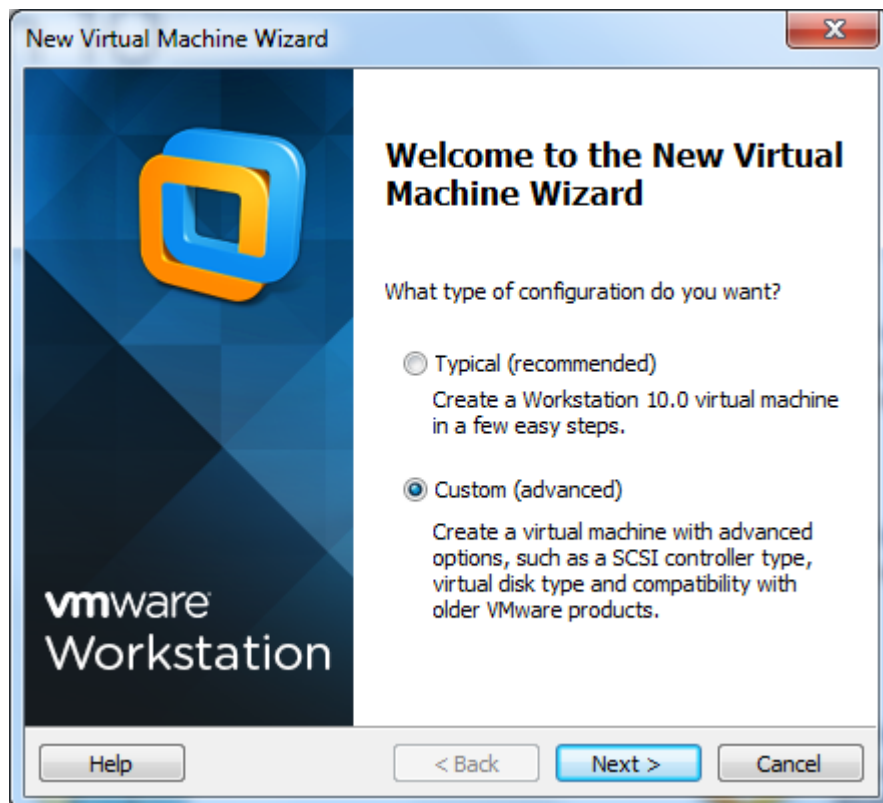 New Virtual Machine Wizard
Welcome to the New Virtual
Machine Wizard
What type of configuration do you want?
Typical (recommended)
Create a Workstation 10.0 virtual machine
in a few easy steps.
Custom (advanced)
Create a virtual machine with advanced
options, such as a SCSI controller type,
virtual disk type and compatibility with
older VMware products.
vmware
Workstation
Help
< Back
Next >
Cancel